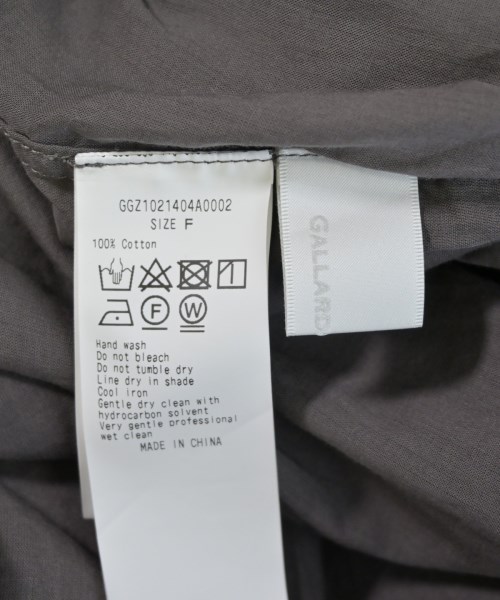 GGZ1021404A0002
SIZE F
100% Cotton
F W
Hand wash
Do not bleach
Do not tumble dry
Line dry in shade
Cool iron
Gentle dry clean with
hydrocarbon solvent
Very gentle professional
wet clean
MADE IN CHINA
GALLARD